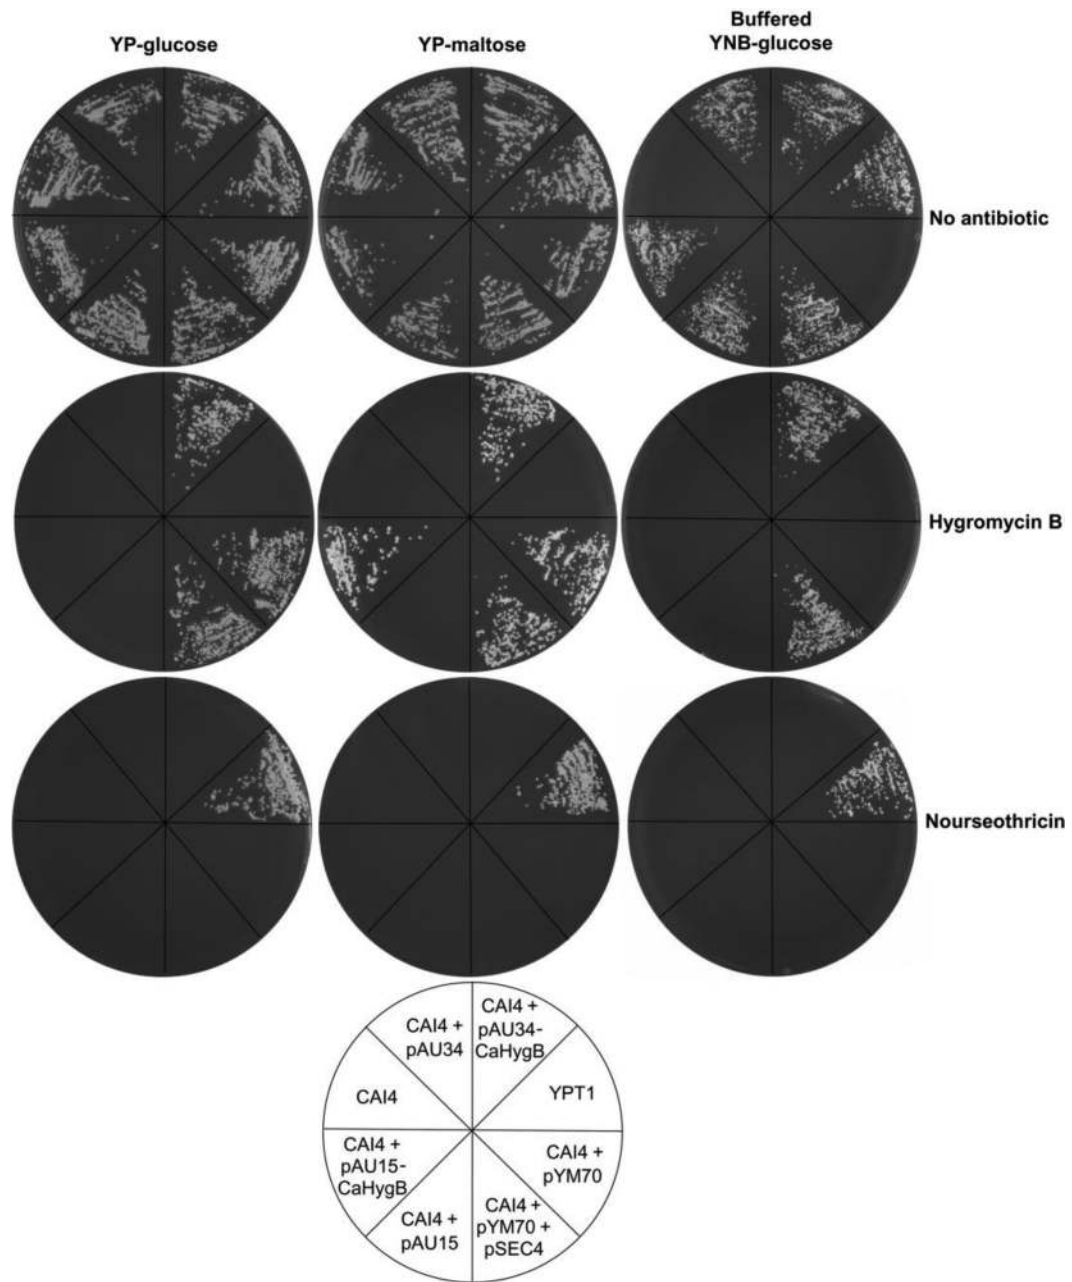 YP-glucose
YP-maltose
Buffered
YNB-glucose
No antibiotic
Hygromycin B
Nourseothricin
CAI4 +
pAU34
CAI4 +
pAU34-
CaHygB
CAI4
YPT1
CAI4 +
pAU15-
CaHygB
CAI4 +
pYM70
CAI4 +
pAU15
CAI4 +
pYM70 +
pSEC4